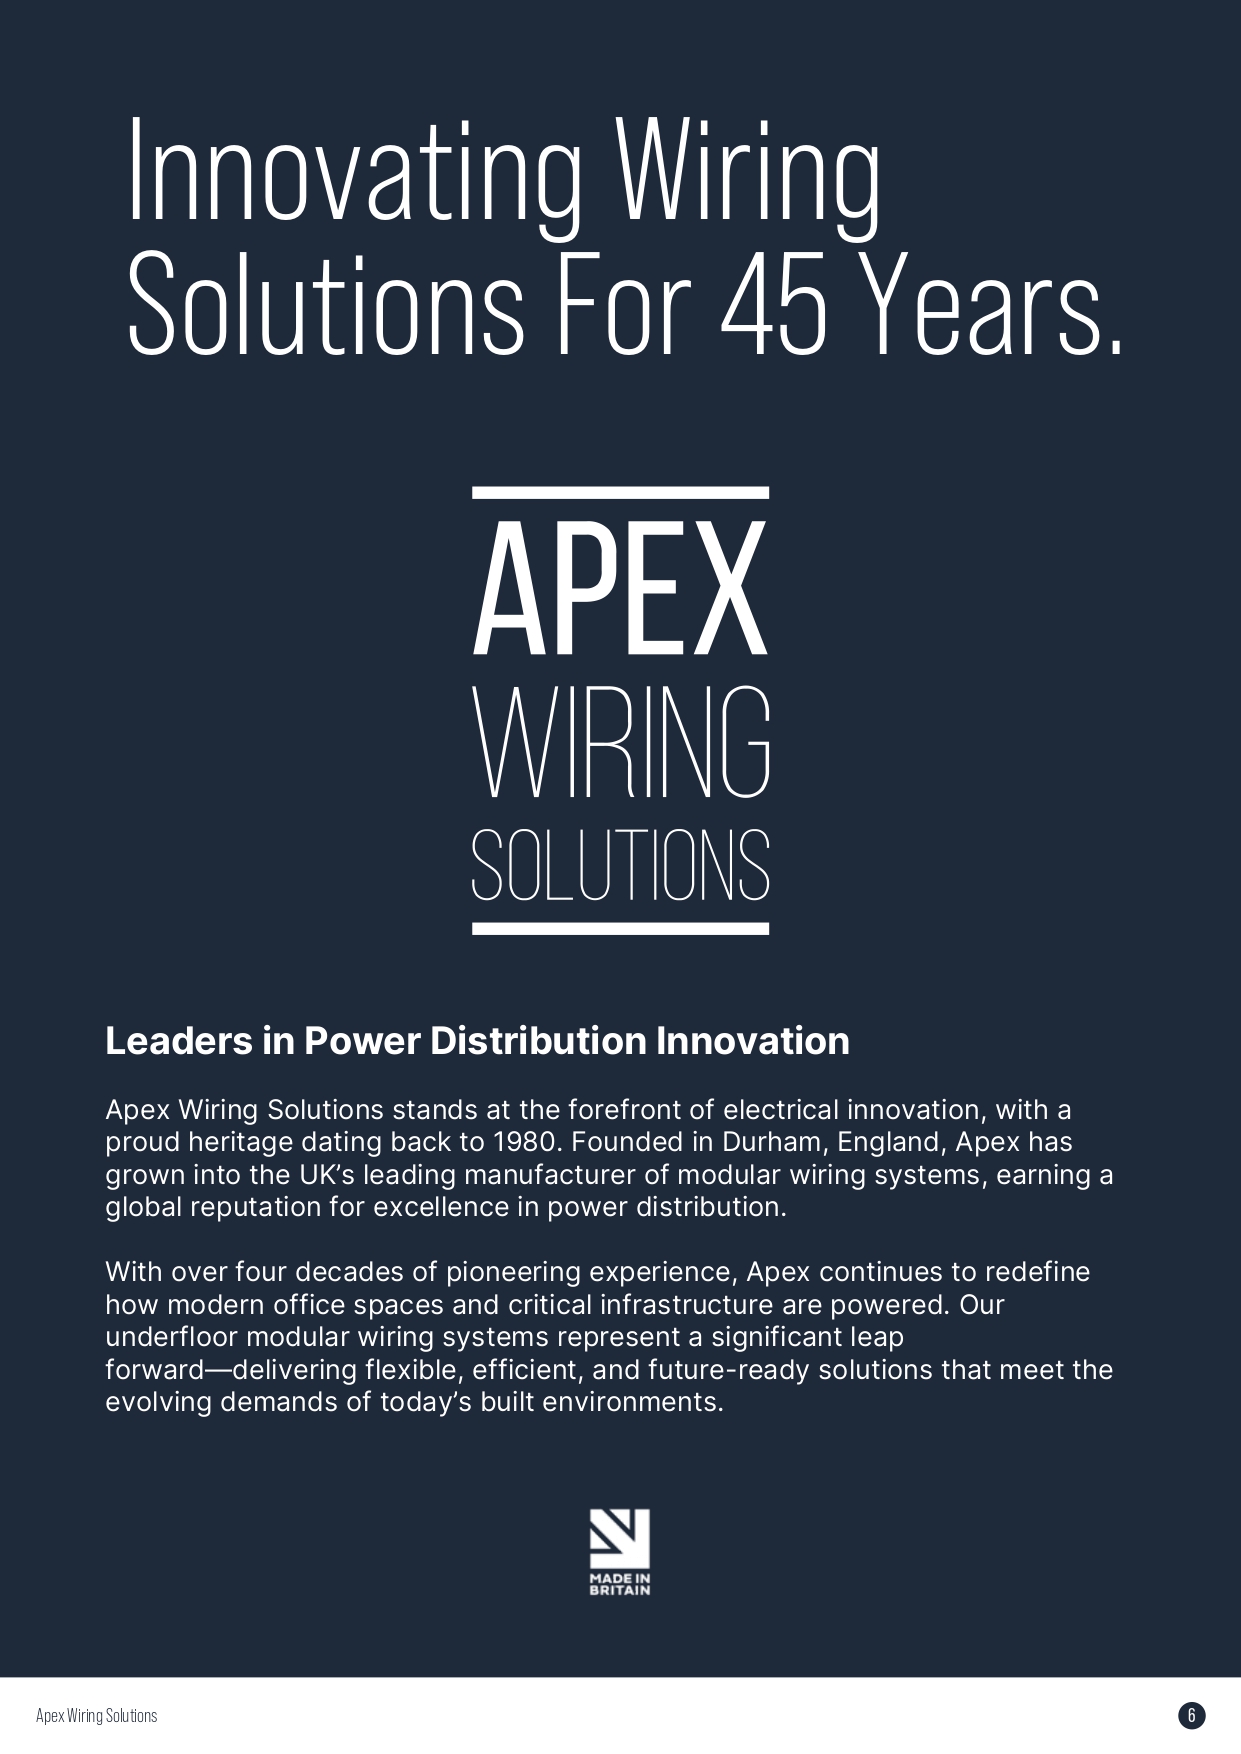 Innovating Wiring
Solutions For 45 Years.
APEX
WIRING
SOLUTIONS
Leaders in Power Distribution Innovation
Apex Wiring Solutions stands at the forefront of electrical innovation, with a
proud heritage dating back to 1980. Founded in Durham, England, Apex has
grown into the UK’s leading manufacturer of modular wiring systems, earning a
global reputation for excellence in power distribution.
With over four decades of pioneering experience, Apex continues to redefine
how modern office spaces and critical infrastructure are powered. Our
underfloor modular wiring systems represent a significant leap
forward—delivering flexible, efficient, and future-ready solutions that meet the
evolving demands of today’s built environments.
MADE IN
BRITAIN
Apex Wiring Solutions
6